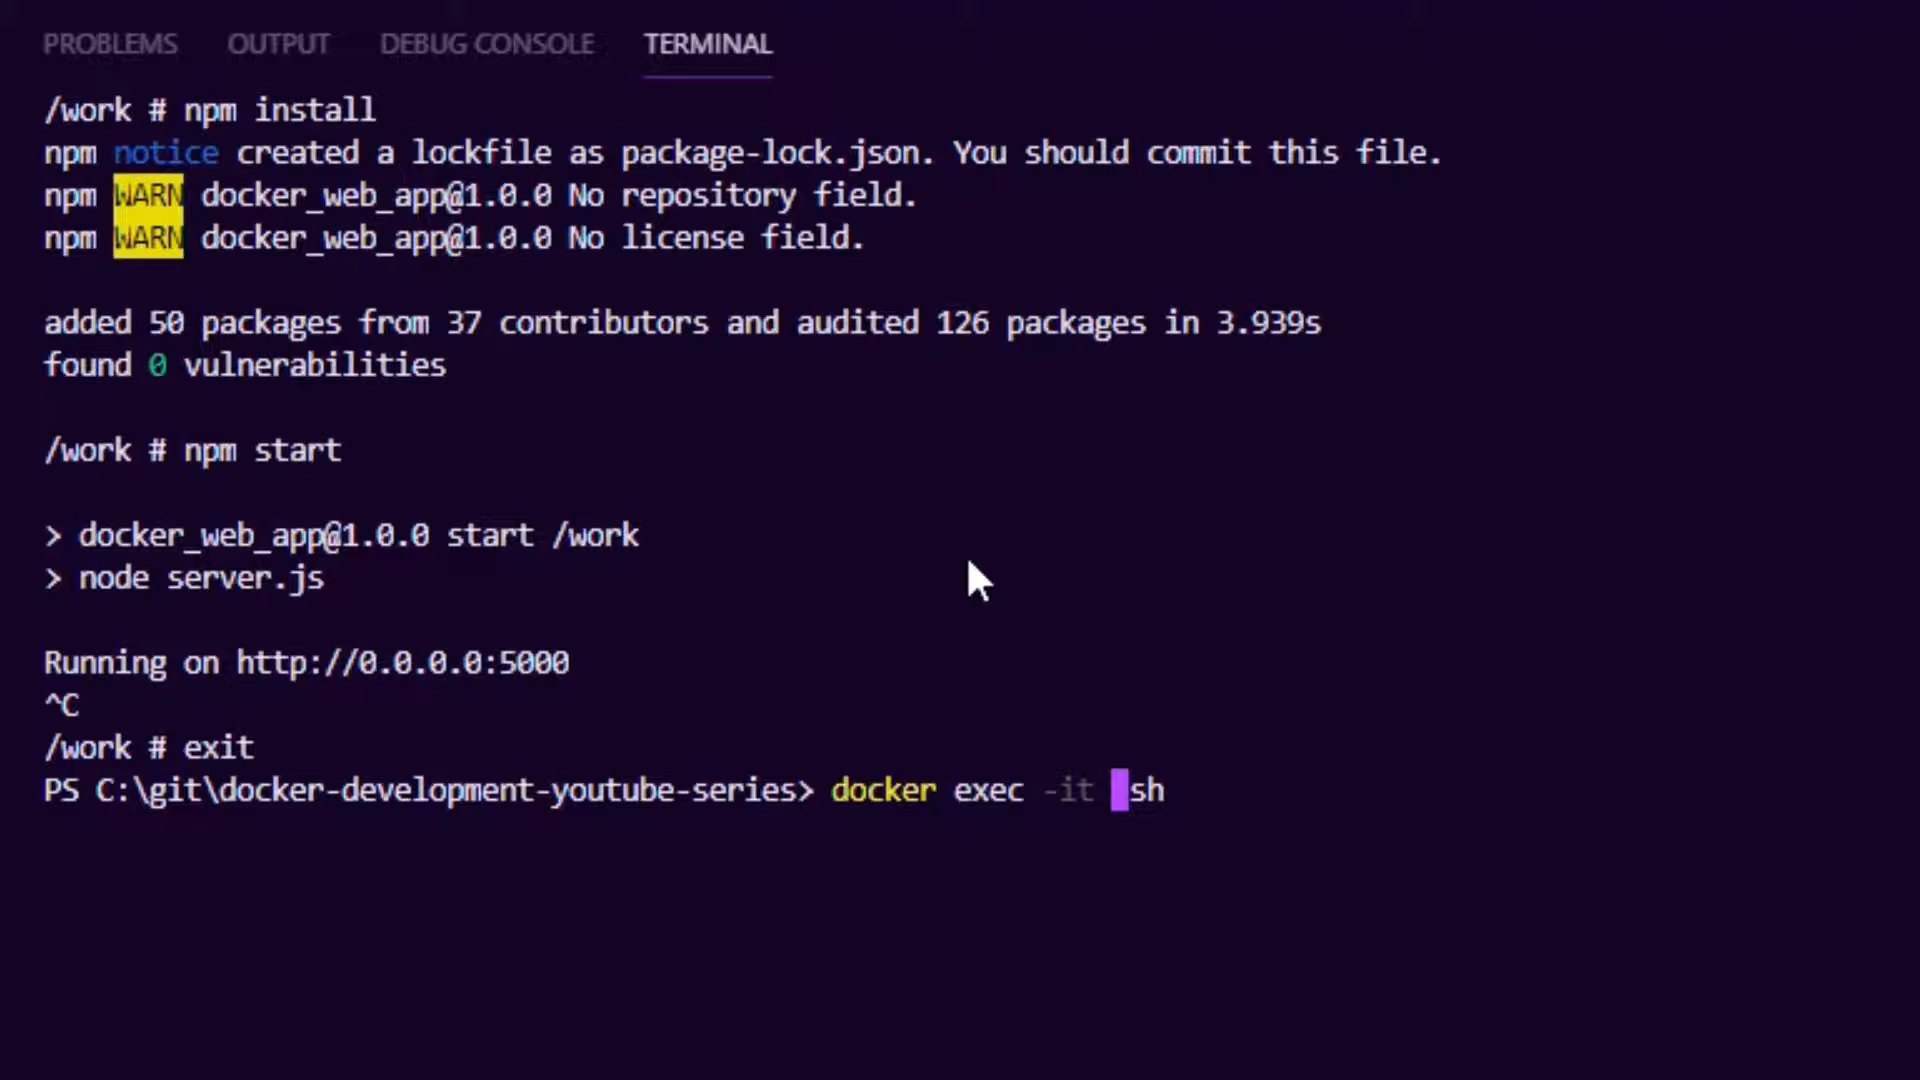 PROBLEMS OUTPUT DEBUG CONSOLE TERMINAL
/work # npm install
npm notice created a lockfile as package-lock.json. You should commit this file.
npm WARN docker_web_app@1.0.0 No repository field.
npm WARN docker_web_app@1.0.0 No license field.
added 50 packages from 37 contributors and audited 126 packages in 3.939s
found 0 vulnerabilities
/work # npm start
> docker_web_app@1.0.0 start /work
> node server.js
Running on http://0.0.0.0:5000
^C
/work # exit
PS C:\git\docker-development-youtube-series> docker exec -it sh